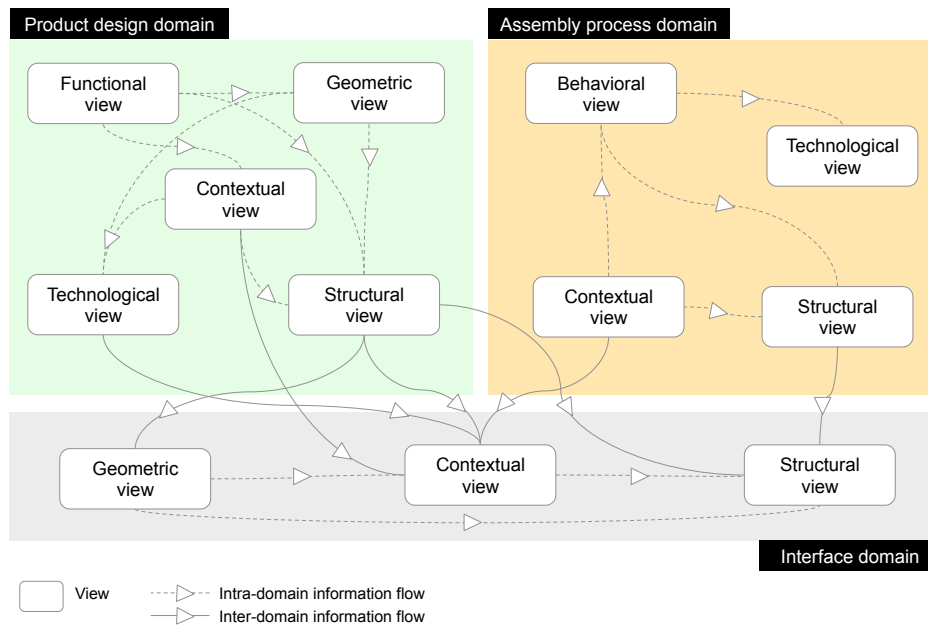 Product design domain
Assembly process domain
Functional
view
Geometric
view
Contextual
view
Technological
view
Structural
view
Behavioral
view
Technological
view
Contextual
view
Structural
view
Geometric
view
Contextual
view
Structural
view
Interface domain
View
Intra-domain information flow
Inter-domain information flow